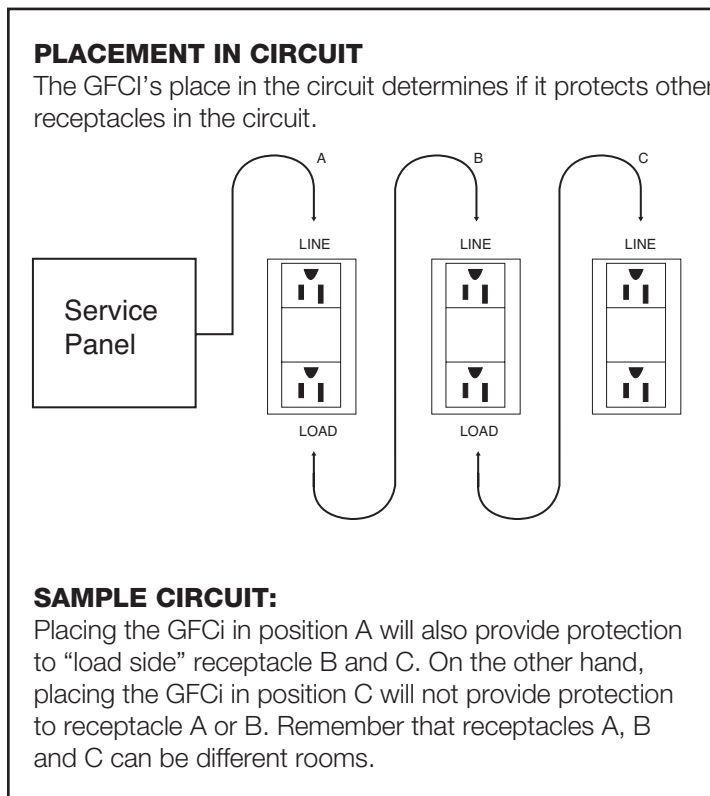 PLACEMENT IN CIRCUIT
The GFCI's place in the circuit determines if it protects other
receptacles in the circuit.
A B C
LINE LINE LINE
Service
Panel
LOAD LOAD
SAMPLE CIRCUIT:
Placing the GFCi in position A will also provide protection
to “load side” receptacle B and C. On the other hand,
placing the GFCi in position C will not provide protection
to receptacle A or B. Remember that receptacles A, B
and C can be different rooms.